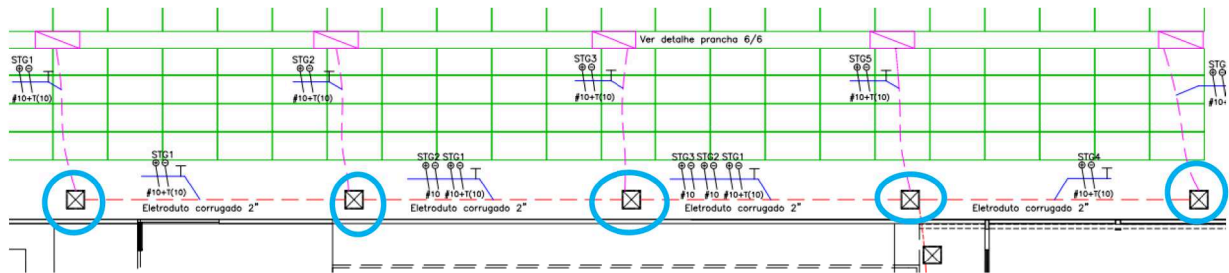 Ver detalhe prancha 6/6
STG1
#10+T(10)
STG2
#10+T(10)
STG3
#10+T(10)
STG5
#10+T(10)
STG
#10+
STG1
#10+T(10)
STG2 STG1
#10 #10+T(10)
STG3 STG2 STG1
#10 #10 #10+T(10)
STG4
#10+T(10)
Eletroduto corrugado 2"
Eletroduto corrugado 2"
Eletroduto corrugado 2"
Eletroduto corrugado 2"